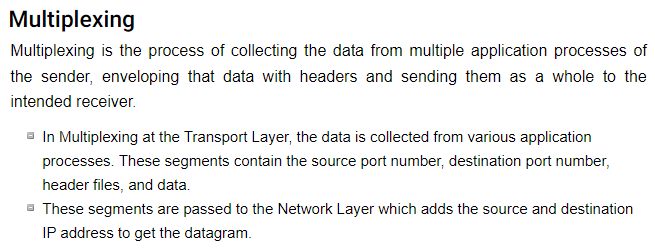 Multiplexing
Multiplexing is the process of collecting the data from multiple application processes of
the sender, enveloping that data with headers and sending them as a whole to the
intended receiver.
In Multiplexing at the Transport Layer, the data is collected from various application
processes. These segments contain the source port number, destination port number,
header files, and data.
These segments are passed to the Network Layer which adds the source and destination
IP address to get the datagram.